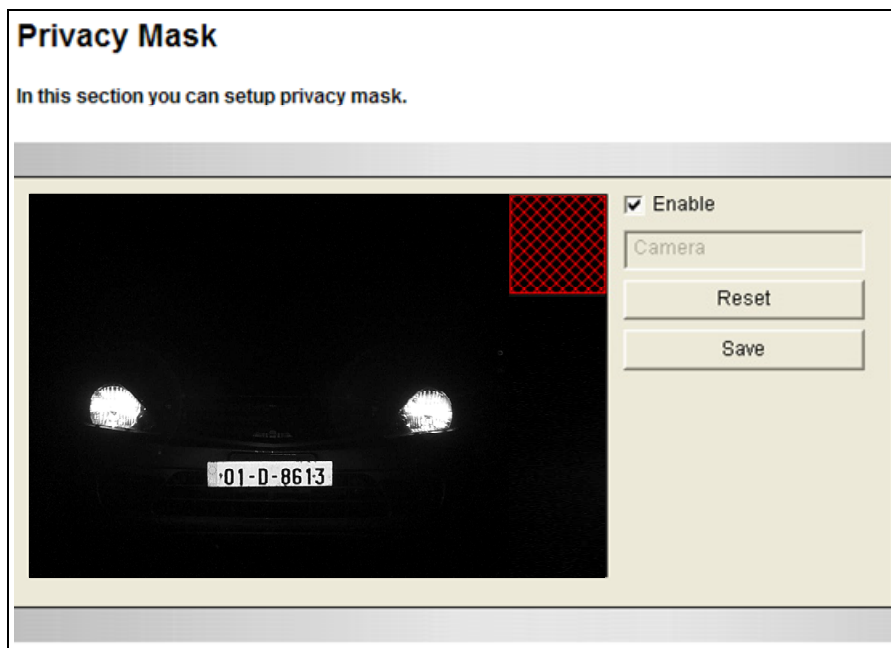 Privacy Mask
In this section you can setup privacy mask.
Enable
Camera
Reset
Save
01-D-8613